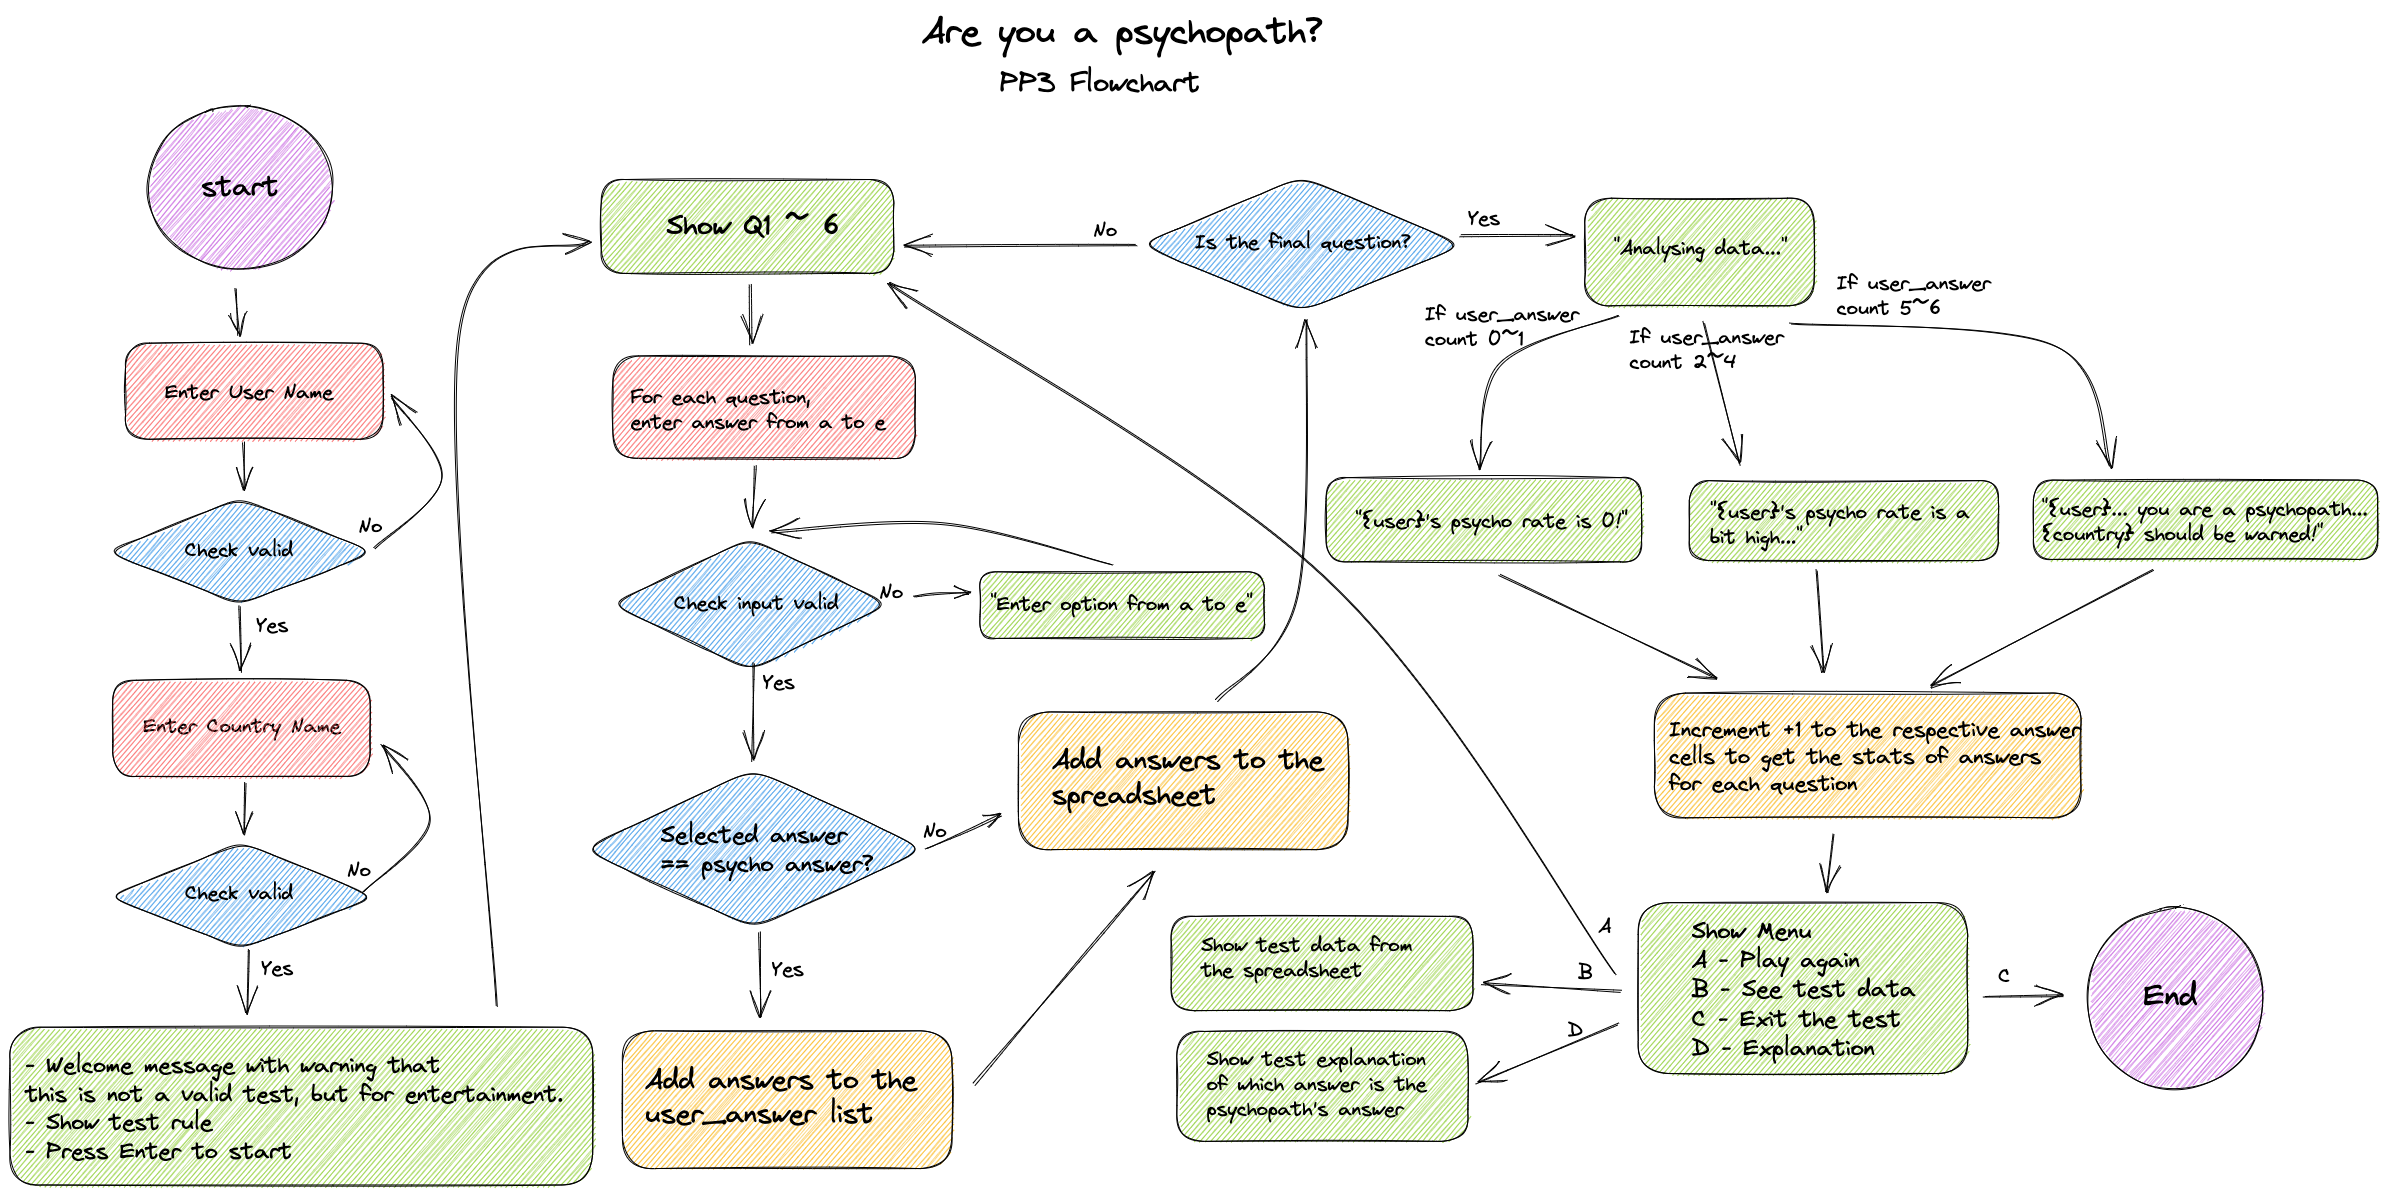 Are you a psychopath?
PP3 Flowchart
start
Enter User Name
Check valid
No
Yes
Enter Country Name
Check valid
No
Yes
- Welcome message with warning that
this is not a valid test, but for entertainment.
- Show test rule
- Press Enter to start
Show Q1 ~ 6
For each question,
enter answer from a to e
Check input valid
No
"Enter option from a to e"
Yes
Selected answer
== psycho answer?
No
Yes
Add answers to the
user_answer list
Add answers to the
spreadsheet
Is the final question?
No
Yes
"Analysing data..."
If user_answer
count 0~1
If user_answer
count 2~4
If user_answer
count 5~6
"{user}'s psycho rate is 0!"
"{user}'s psycho rate is a
bit high..."
"{user}... you are a psychopath...
{country} should be warned!"
Increment +1 to the respective answer
cells to get the stats of answers
for each question
Show Menu
A - Play again
B - See test data
C - Exit the test
D - Explanation
A
B
D
C
Show test data from
the spreadsheet
Show test explanation
of which answer is the
psychopath's answer
End